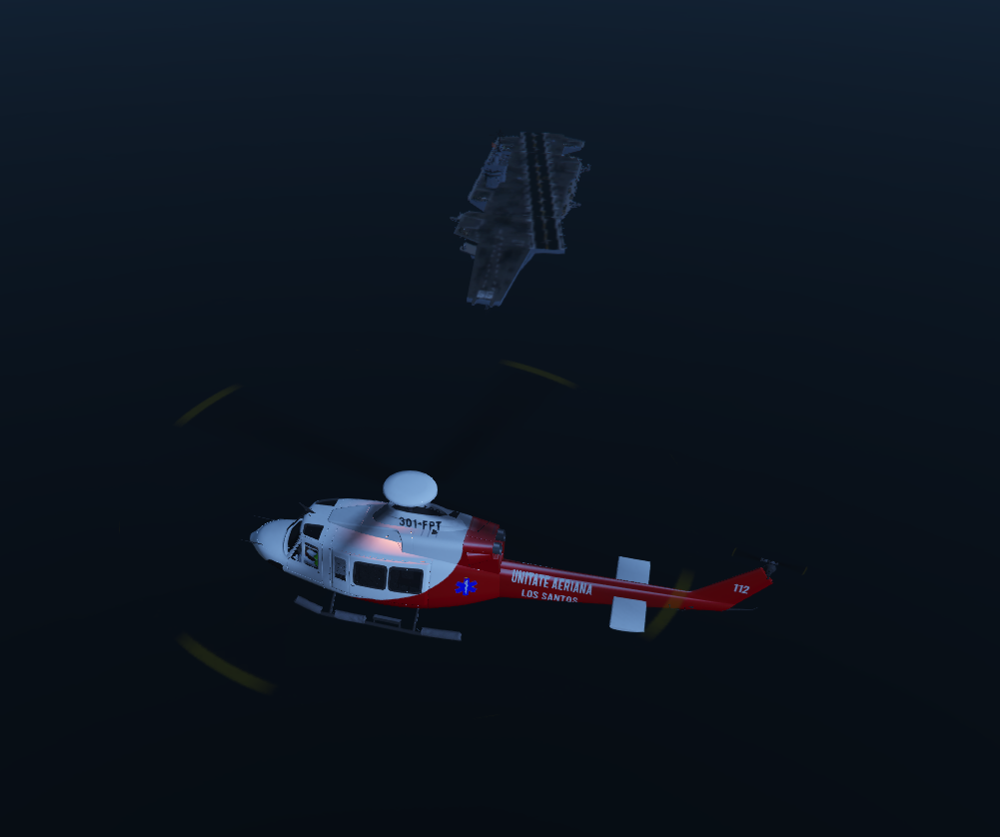 301-FPT
UNITATE AERIANA
LOS SANTOS
112